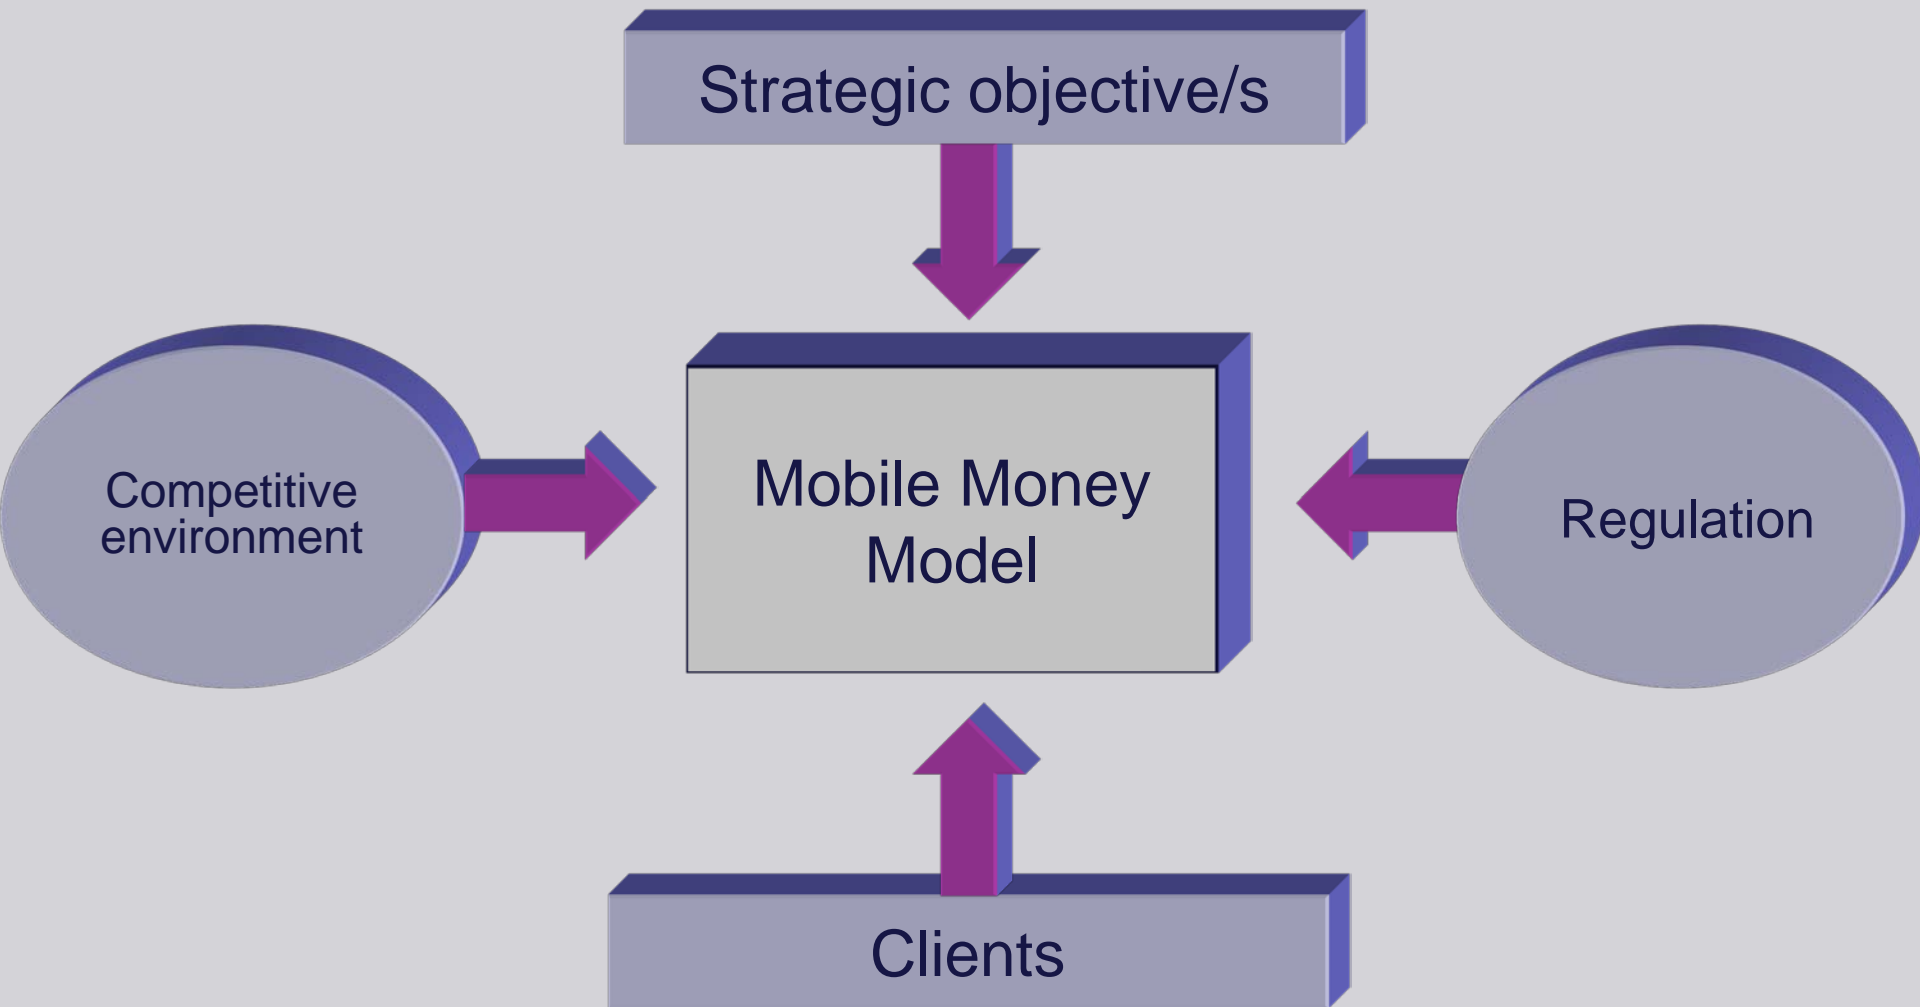 Strategic objective/s
Competitive
environment
Mobile Money
Model
Regulation
Clients